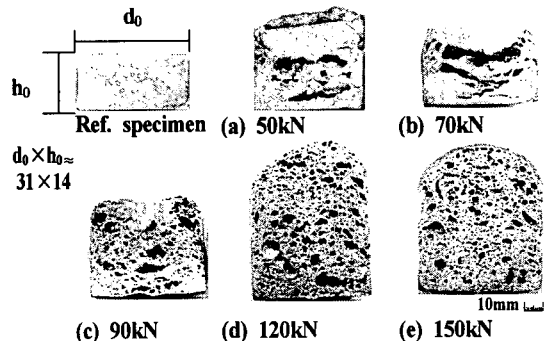 d₀
h₀
Ref. specimen (a) 50kN (b) 70kN
d₀×h₀≈
31×14
10mm
(c) 90kN (d) 120kN (e) 150kN